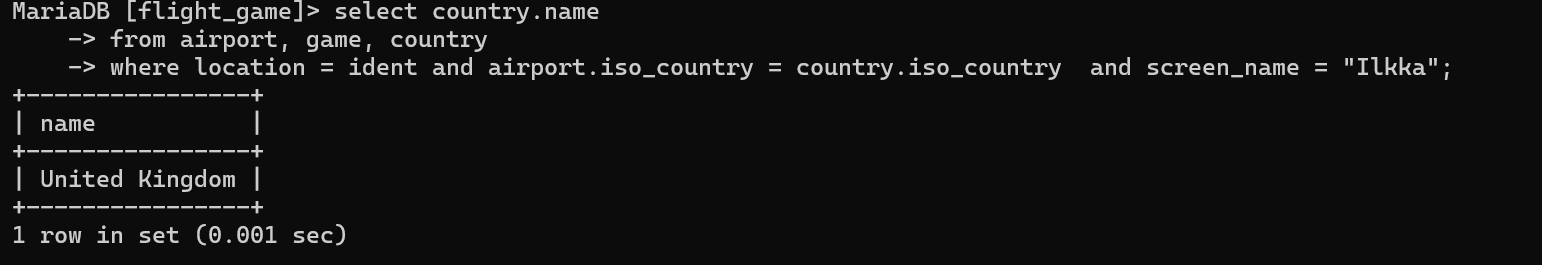 MariaDB [flight_game]> select country.name
    -> from airport, game, country
    -> where location = ident and airport.iso_country = country.iso_country  and screen_name = "Ilkka";
+----------------+
| name           |
+----------------+
| United Kingdom |
+----------------+
1 row in set (0.001 sec)